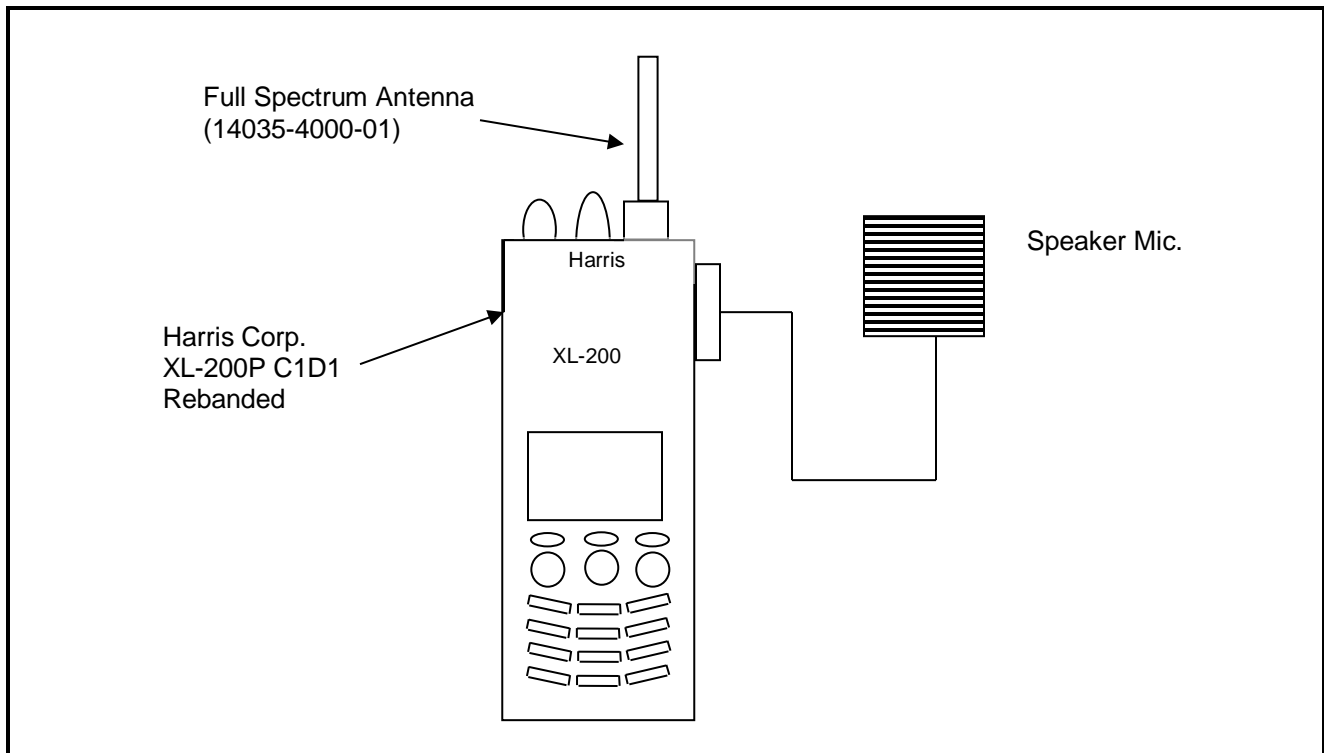 Full Spectrum Antenna
(14035-4000-01)
Harris
Speaker Mic.
Harris Corp.
XL-200P C1D1
Rebanded
XL-200